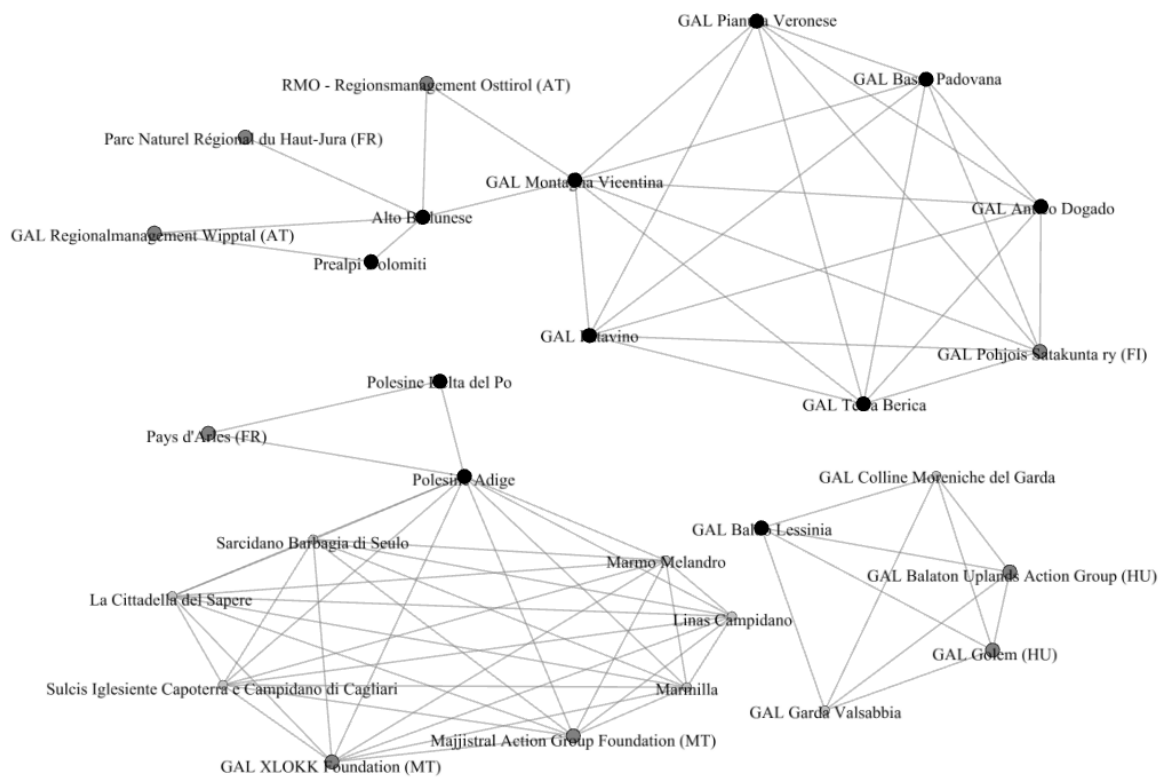 GAL Pianura Veronese
RMO - Regionsmanagement Osttirol (AT)
GAL Bassa Padovana
Parc Naturel Régional du Haut-Jura (FR)
GAL Montagna Vicentina
GAL Antico Dogado
Alto Bellunese
GAL Regionalmanagement Wipptal (AT)
Prealpi Dolomiti
GAL Patavino
GAL Pohjois Satakunta ry (FI)
Polesine Delta del Po
GAL Terra Berica
Pays d'Arles (FR)
Polesine Adige
GAL Colline Moreniche del Garda
GAL Baldo Lessinia
Sarcidano Barbagia di Seulo
Marmo Melandro
GAL Balaton Uplands Action Group (HU)
La Cittadella del Sapere
Linas Campidano
GAL Golem (HU)
Sulcis Iglesiente Capoterra e Campidano di Cagliari
Marmilla
GAL Garda Valsabbia
Majjistral Action Group Foundation (MT)
GAL XLOKK Foundation (MT)